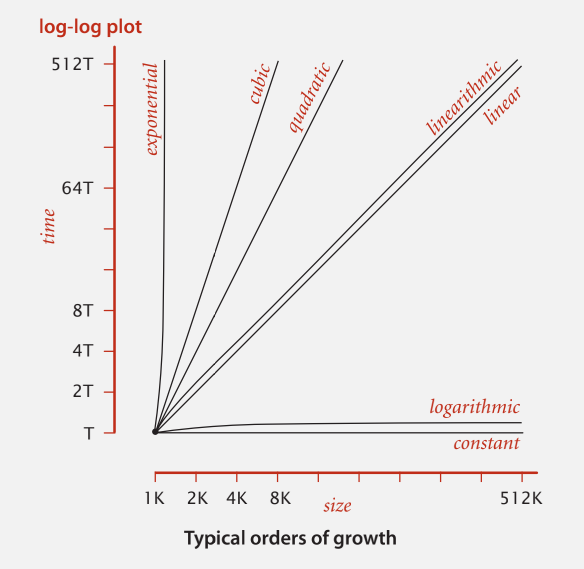 log-log plot
512T
64T
8T
4T
2T
T
time
exponential
cubic
quadratic
linearithmic
linear
logarithmic
constant
1K 2K 4K 8K 512K
size
Typical orders of growth